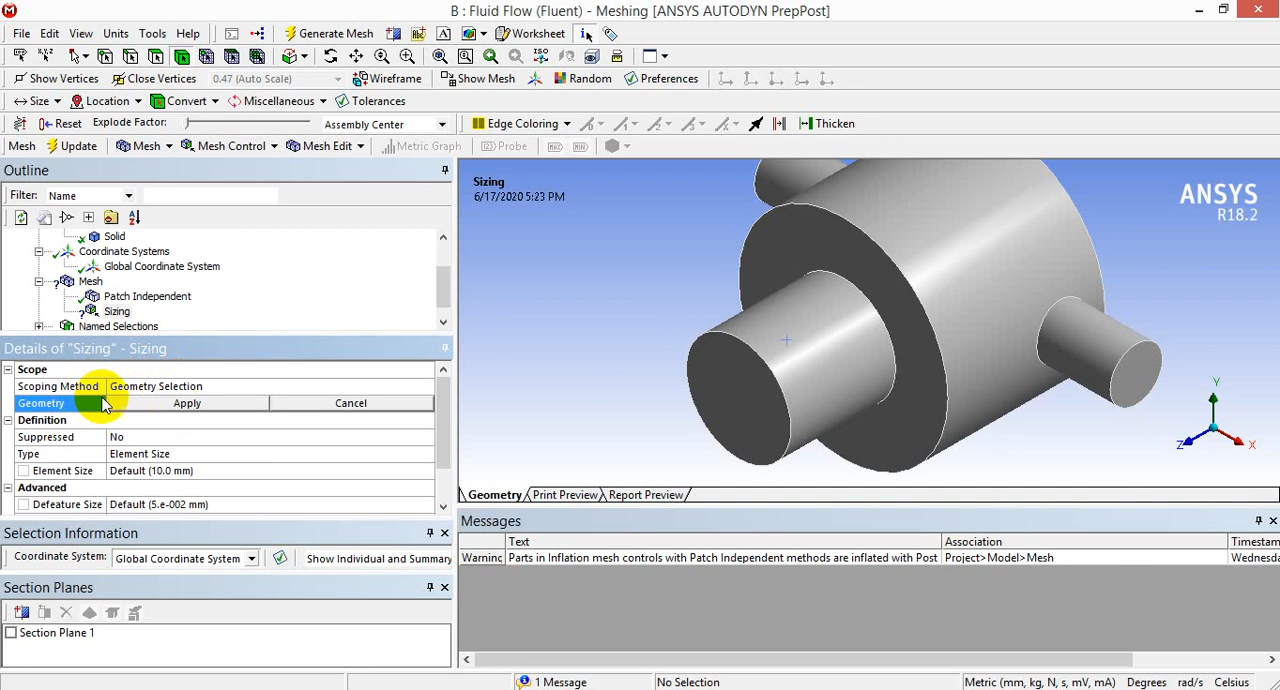 B : Fluid Flow (Fluent) - Meshing [ANSYS AUTODYN PrepPost]
File Edit View Units Tools Help Generate Mesh A Worksheet i
Show Vertices Close Vertices 0.47 (Auto Scale) Wireframe Show Mesh Random Preferences
Size Location Convert Miscellaneous Tolerances
Reset Explode Factor: Assembly Center Edge Coloring Thicken
Mesh Update Mesh Mesh Control Mesh Edit Metric Graph Probe MAX MIN
Outline
Filter: Name
Solid
Coordinate Systems
Global Coordinate System
Mesh
Patch Independent
Sizing
Named Selections
Details of "Sizing" - Sizing
Scope
Scoping Method Geometry Selection
Geometry Apply Cancel
Definition
Suppressed No
Type Element Size
Element Size Default (10.0 mm)
Advanced
Defeature Size Default (5.e-002 mm)
Selection Information
Coordinate System: Global Coordinate System Show Individual and Summary
Section Planes
Section Plane 1
Sizing
6/17/2020 5:23 PM
ANSYS
R18.2
Y
Z
X
Geometry Print Preview Report Preview
Messages
Text Association Timestam
Warninc Parts in Inflation mesh controls with Patch Independent methods are inflated with Post Project>Model>Mesh Wednesda
1 Message No Selection Metric (mm, kg, N, s, mV, mA) Degrees rad/s Celsius